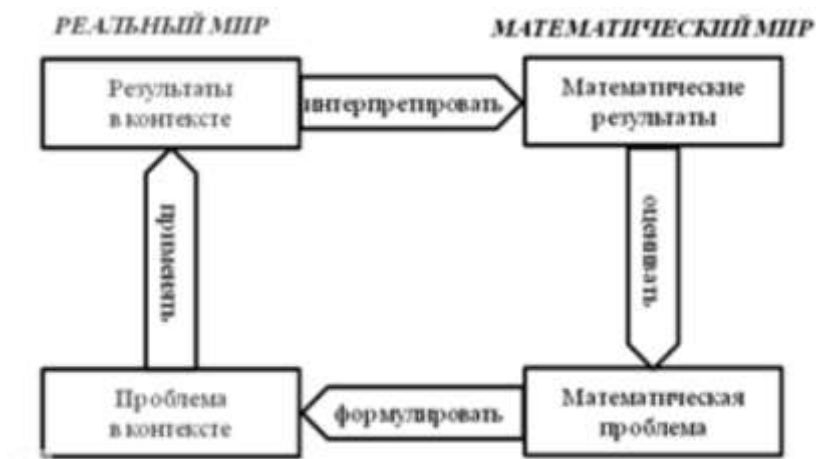 РЕАЛЬНЫЙ МИР
МАТЕМАТИЧЕСКИЙ МИР
Результаты
в контексте
интерпретировать
Математические
результаты
применять
оценивать
Проблема
в контексте
формулировать
Математическая
проблема